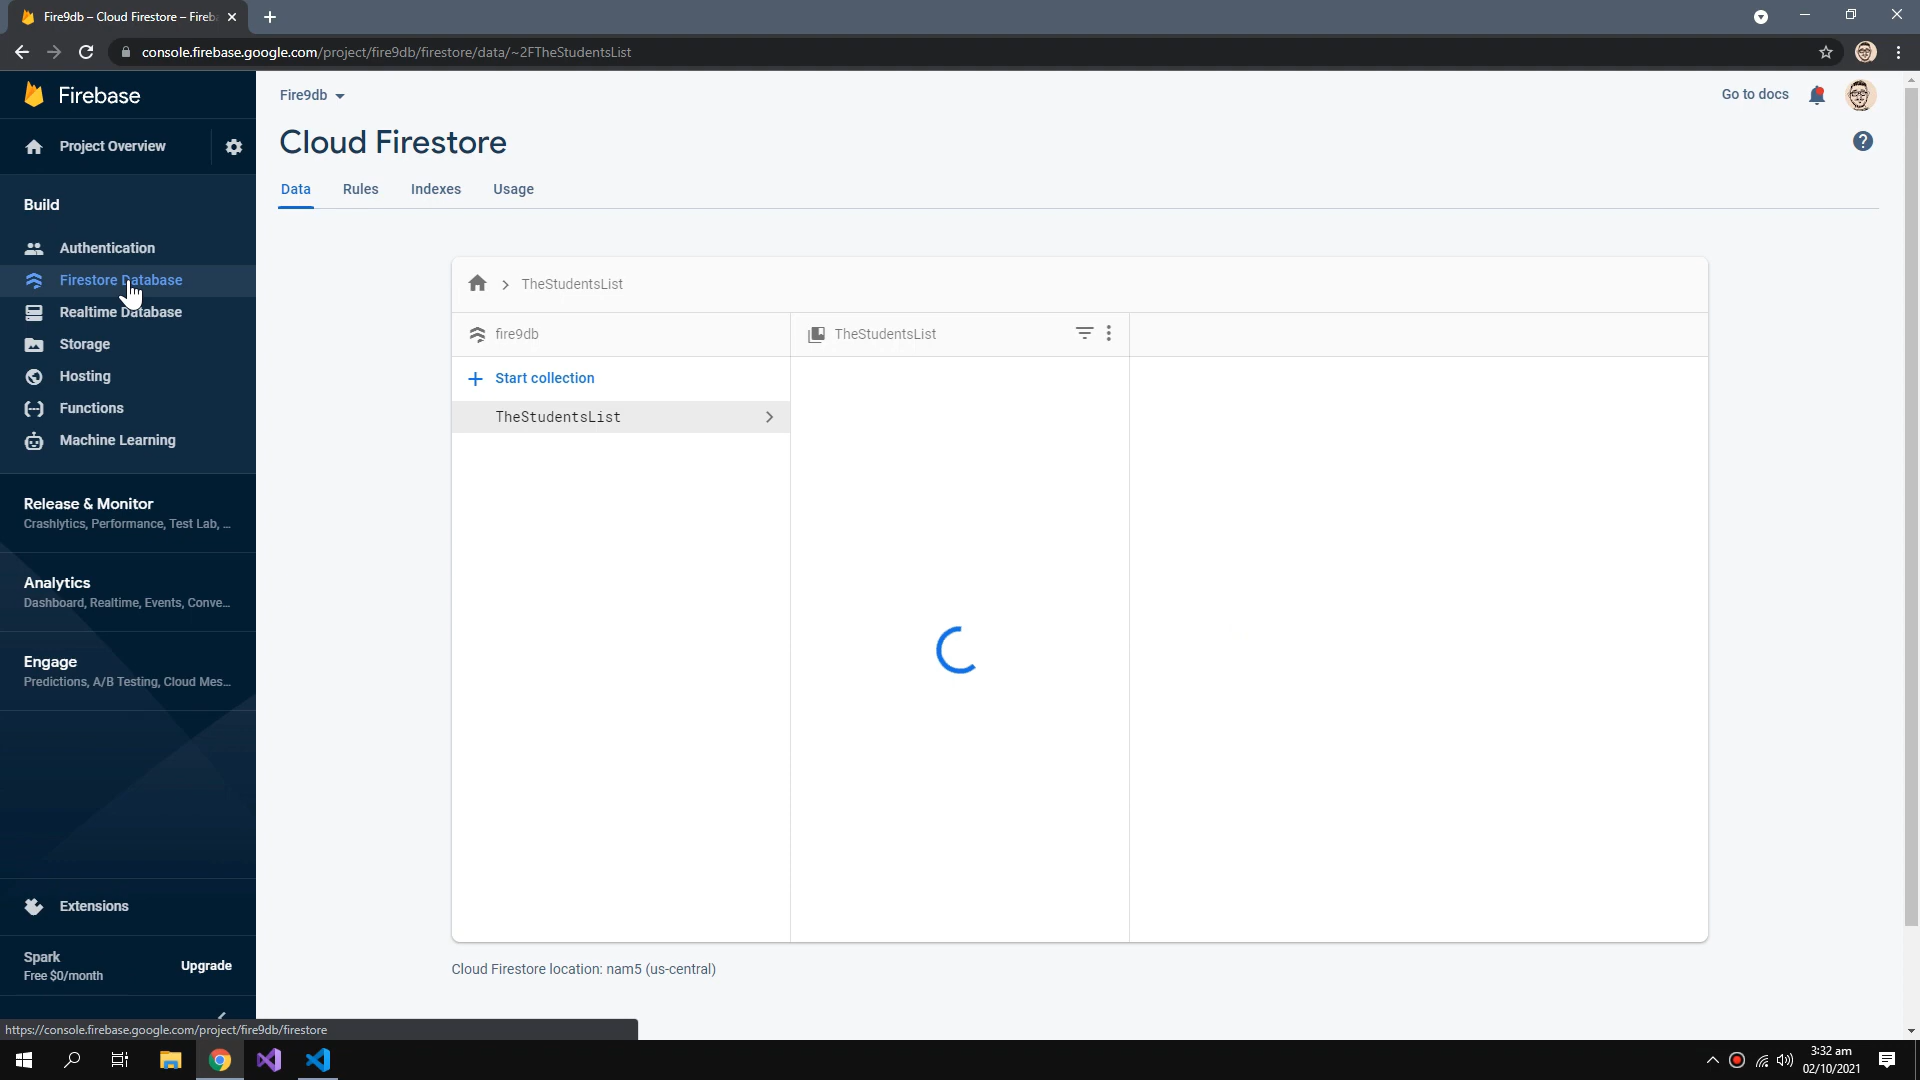 Fire9db – Cloud Firestore – Fireb
console.firebase.google.com/project/fire9db/firestore/data/~2FTheStudentsList
Firebase
Fire9db
Go to docs
Project Overview
Cloud Firestore
Data Rules Indexes Usage
Build
Authentication
Firestore Database
Realtime Database
Storage
Hosting
Functions
Machine Learning
TheStudentsList
fire9db
TheStudentsList
Start collection
TheStudentsList
Release & Monitor
Crashlytics, Performance, Test Lab, ...
Analytics
Dashboard, Realtime, Events, Conve...
Engage
Predictions, A/B Testing, Cloud Mes...
Extensions
Spark
Free $0/month
Upgrade
Cloud Firestore location: nam5 (us-central)
https://console.firebase.google.com/project/fire9db/firestore
3:32 am
02/10/2021